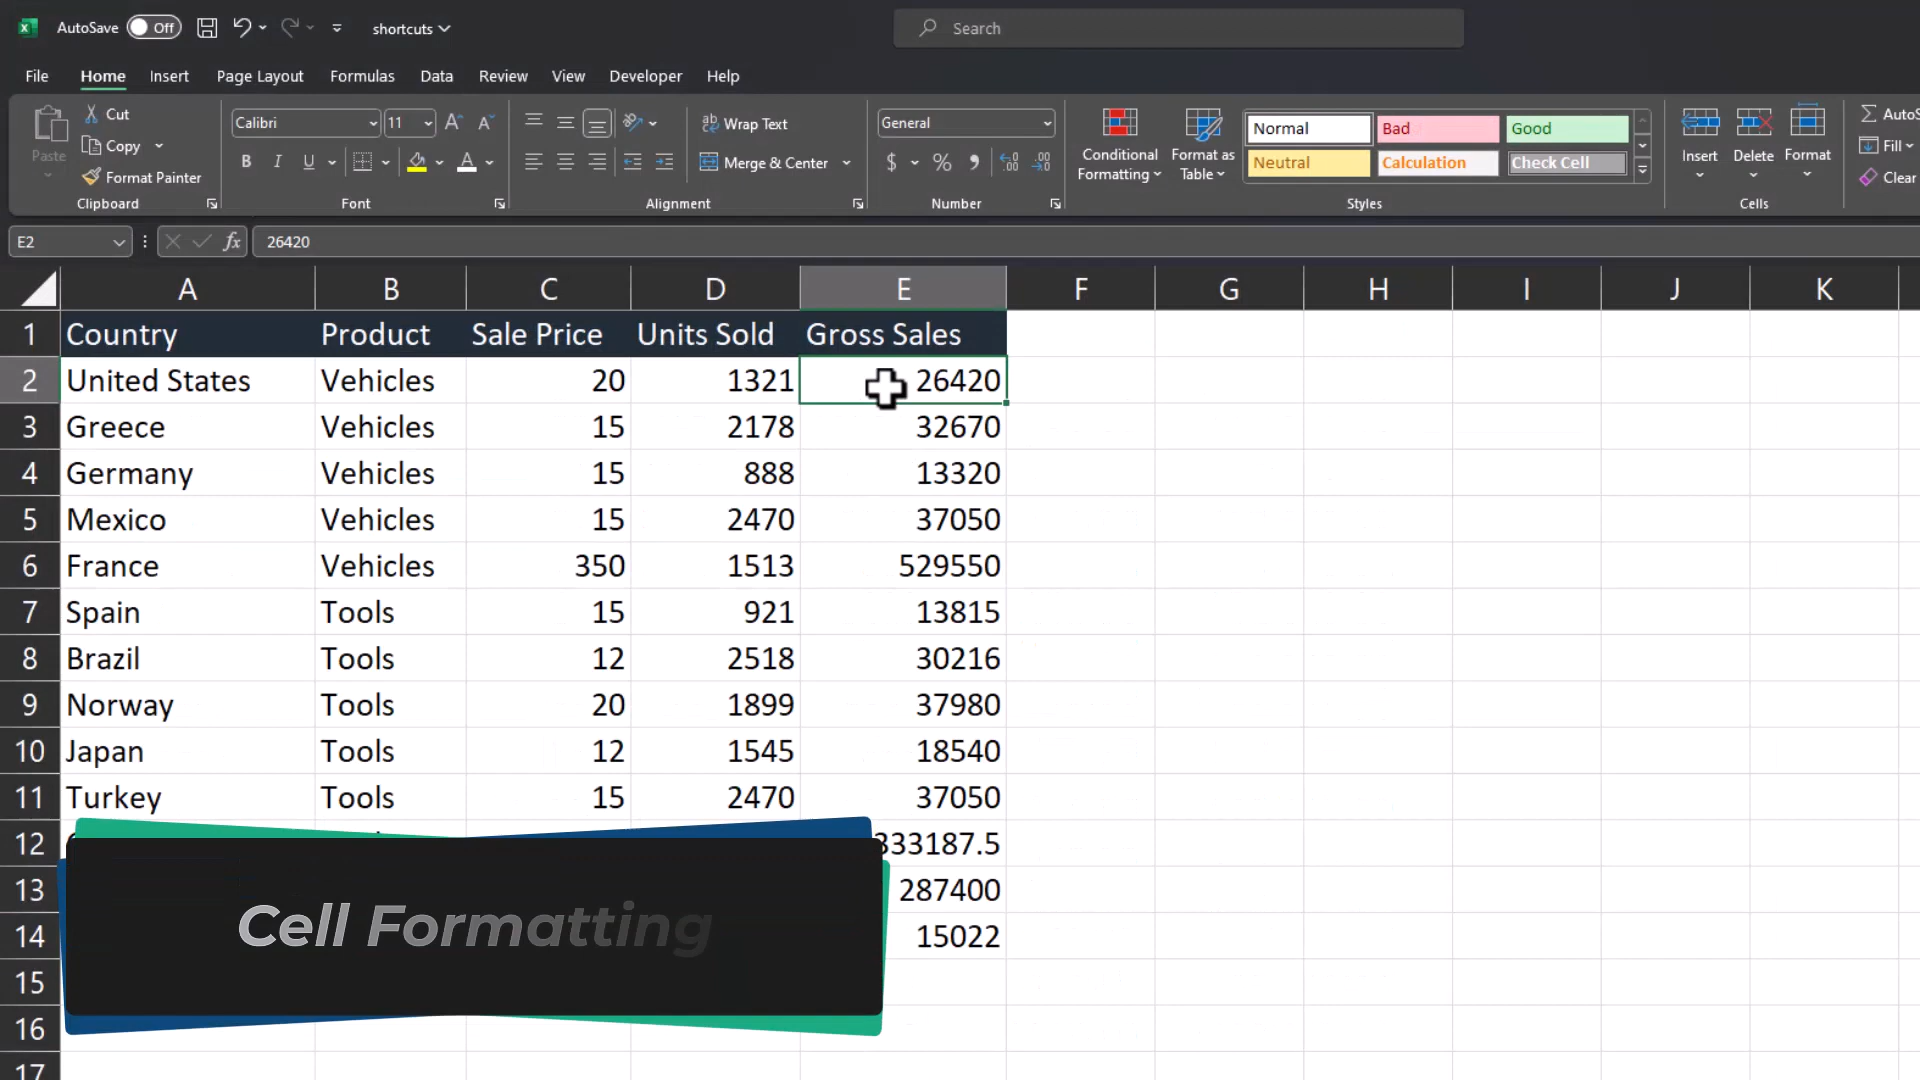 AutoSave Off shortcuts Search
File Home Insert Page Layout Formulas Data Review View Developer Help
Paste Cut Copy Format Painter Clipboard
Calibri 11 B I U A Font
Wrap Text Merge & Center Alignment
General $ % Number
Conditional Formatting Format as Table
Normal Bad Good
Neutral Calculation Check Cell
Styles
Insert Delete Format Cells
Fill Clear
E2 fx 26420
A B C D E F G H I J K
1 Country Product Sale Price Units Sold Gross Sales
2 United States Vehicles 20 1321 26420
3 Greece Vehicles 15 2178 32670
4 Germany Vehicles 15 888 13320
5 Mexico Vehicles 15 2470 37050
6 France Vehicles 350 1513 529550
7 Spain Tools 15 921 13815
8 Brazil Tools 12 2518 30216
9 Norway Tools 20 1899 37980
10 Japan Tools 12 1545 18540
11 Turkey Tools 15 2470 37050
12 333187.5
13 287400
14 15022
15
16
17
Cell Formatting